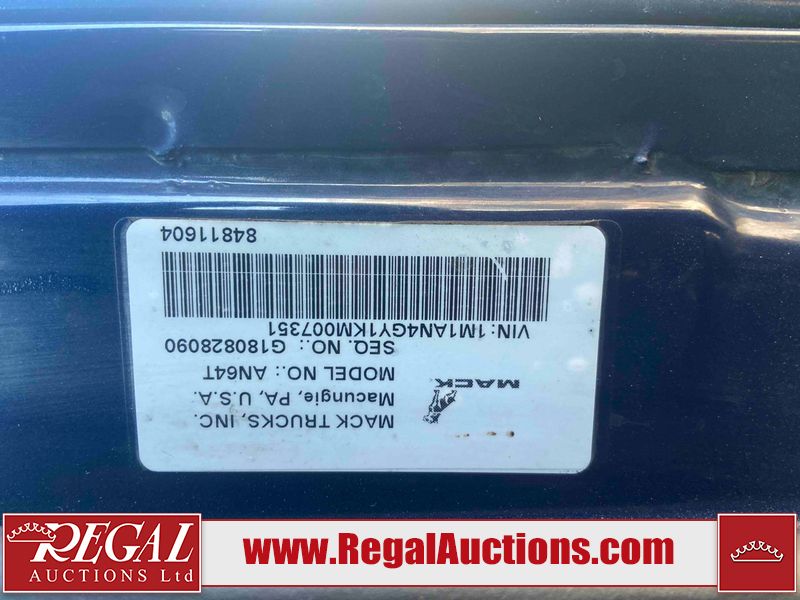 MACK TRUCKS, INC.
Macungie, PA, U.S.A.
MACK
MODEL NO.: AN64T
SEQ. NO.: G180828090
VIN:1M1AN4GY1KM007351
84811604
REGAL
AUCTIONS Ltd
www.RegalAuctions.com